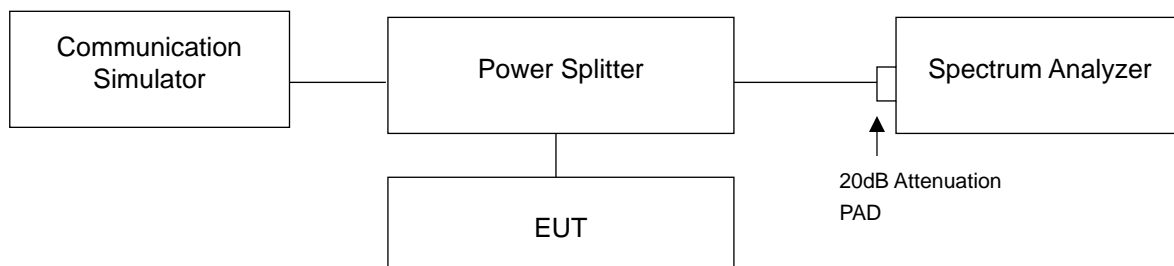 Communication
Simulator
Power Splitter
Spectrum Analyzer
20dB Attenuation
PAD
EUT